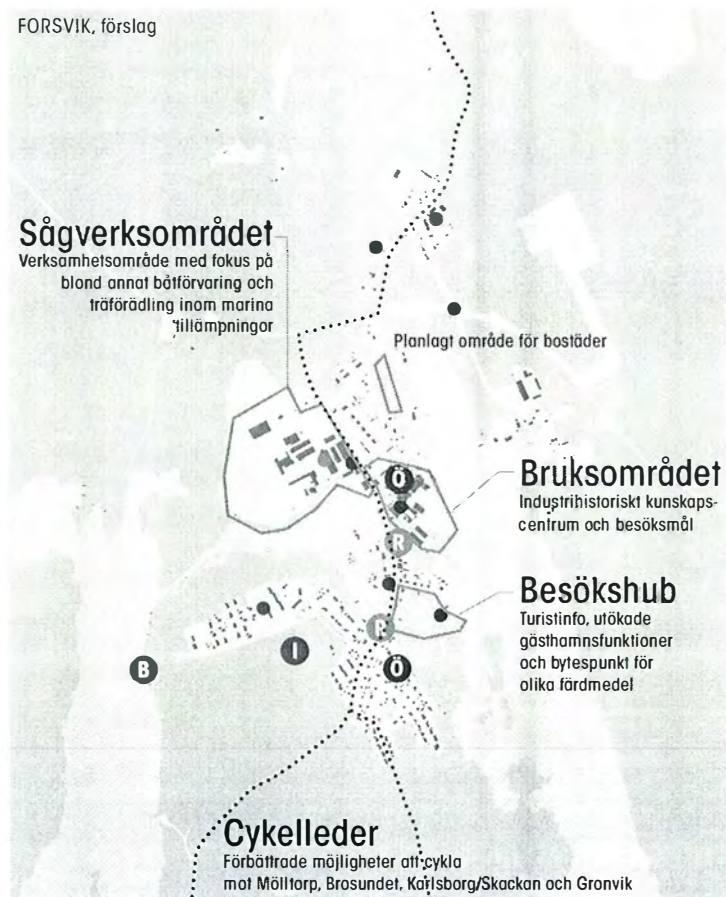 FORSVIK, förslag
Sågverksområdet
Verksamhetsområde med fokus på
blond annat båtförvaring och
träförädling inom marina
tillämpningor
Planlagt område för bostäder
Ö
Bruksområdet
Industrihistoriskt kunskaps-
centrum och besöksmål
R
Besökshub
Turistinfo, utökade
gästhamnsfunktioner
och bytespunkt för
olika färdmedel
R
I
B
Ö
Cykelleder
Förbättrade möjligheter att cykla
mot Mölltorp, Brosundet, Karlsborg/Skackan och Gronvik